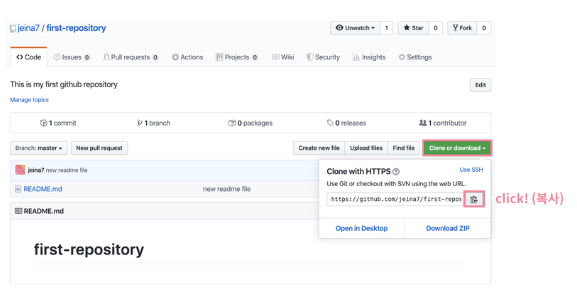 jeina7 / first-repository
Unwatch 1 Star 0 Fork 0
Code Issues 0 Pull requests 0 Actions Projects 0 Wiki Security Insights Settings
This is my first github repository
Edit
Manage topics
1 commit 1 branch 0 packages 0 releases 1 contributor
Branch: master New pull request Create new file Upload files Find file Clone or download
jeina7 new readme file
README.md new readme file
README.md
Clone with HTTPS Use SSH
Use Git or checkout with SVN using the web URL.
https://github.com/jeina7/first-repos
click! (복사)
Open in Desktop Download ZIP
first-repository